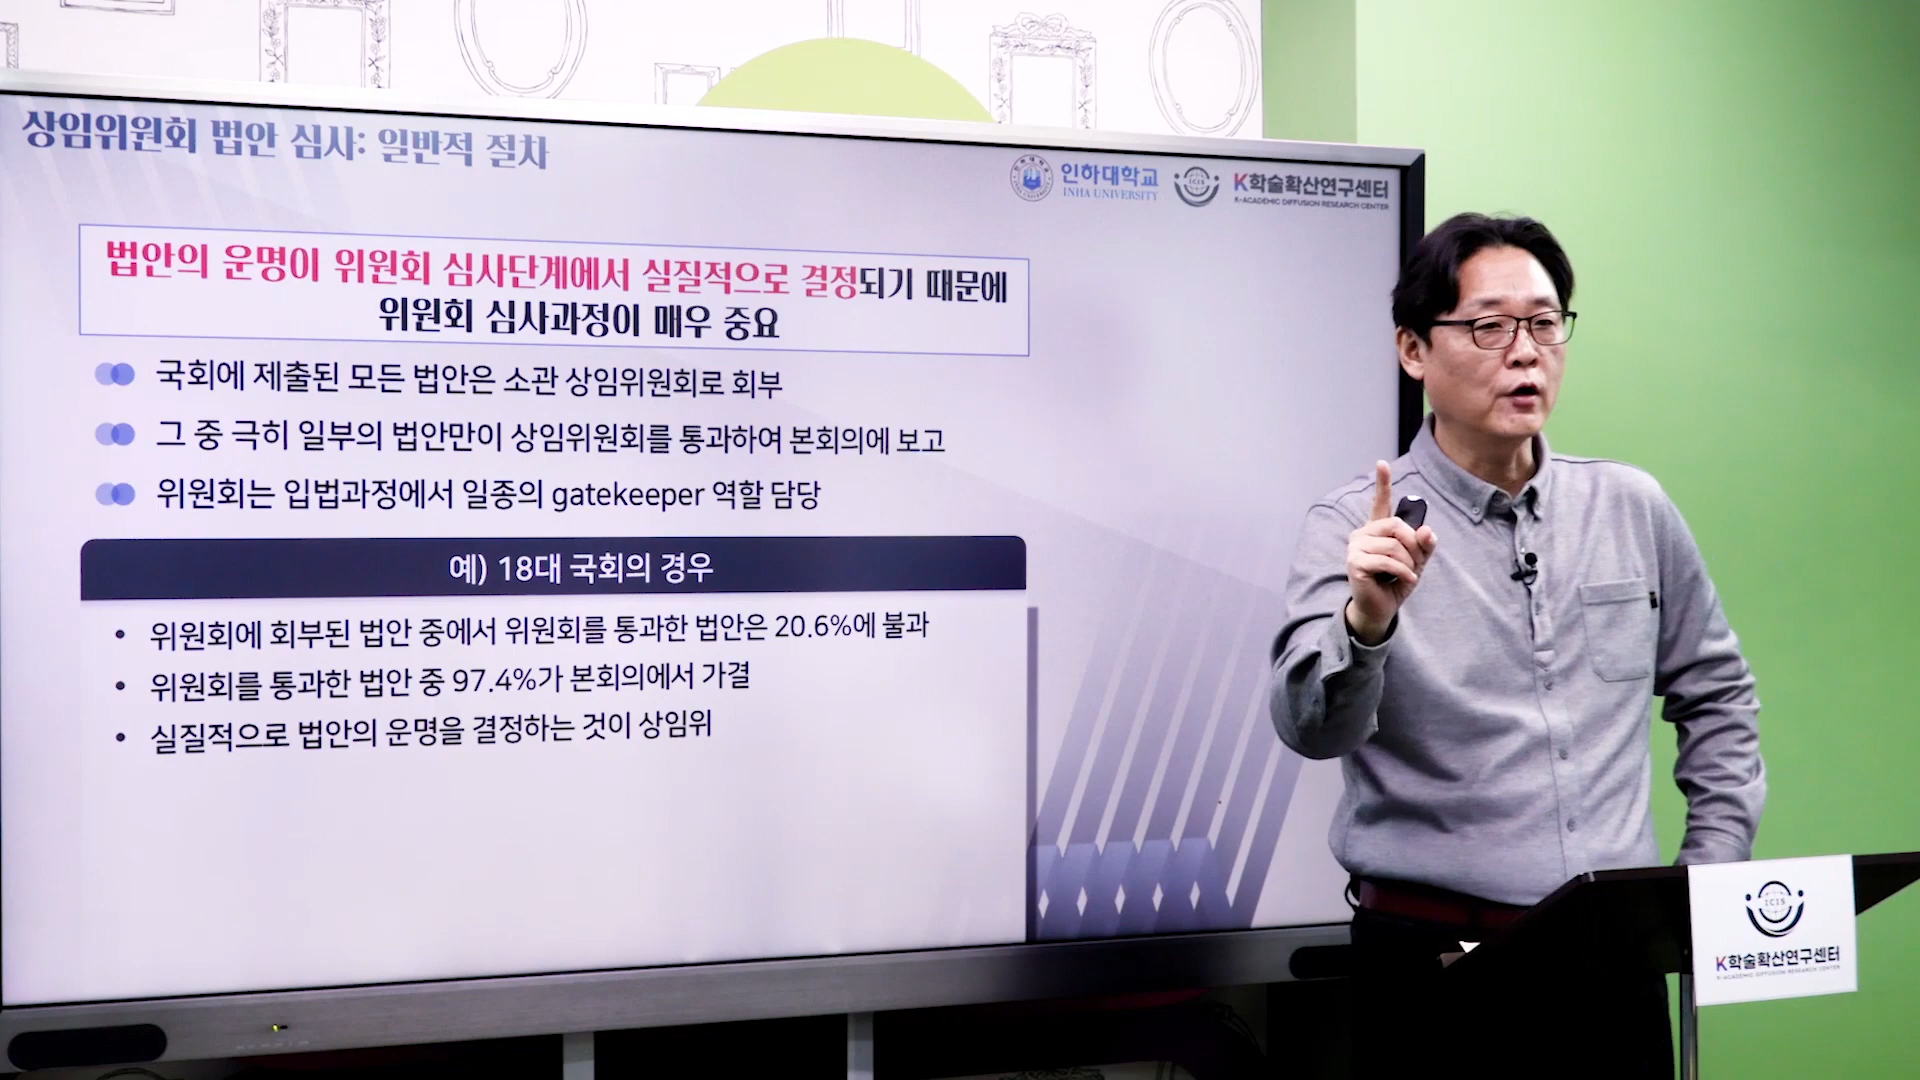 상임위원회 법안 심사: 일반적 절차
인하대학교
INHA UNIVERSITY
ICIS
K학술확산연구센터
K-ACADEMIC DIFFUSION RESEARCH CENTER
법안의 운명이 위원회 심사단계에서 실질적으로 결정되기 때문에
위원회 심사과정이 매우 중요
국회에 제출된 모든 법안은 소관 상임위원회로 회부
그 중 극히 일부의 법안만이 상임위원회를 통과하여 본회의에 보고
위원회는 입법과정에서 일종의 gatekeeper 역할 담당
예) 18대 국회의 경우
• 위원회에 회부된 법안 중에서 위원회를 통과한 법안은 20.6%에 불과
• 위원회를 통과한 법안 중 97.4%가 본회의에서 가결
• 실질적으로 법안의 운명을 결정하는 것이 상임위
ICIS
K학술확산연구센터
K-ACADEMIC DIFFUSION RESEARCH CENTER